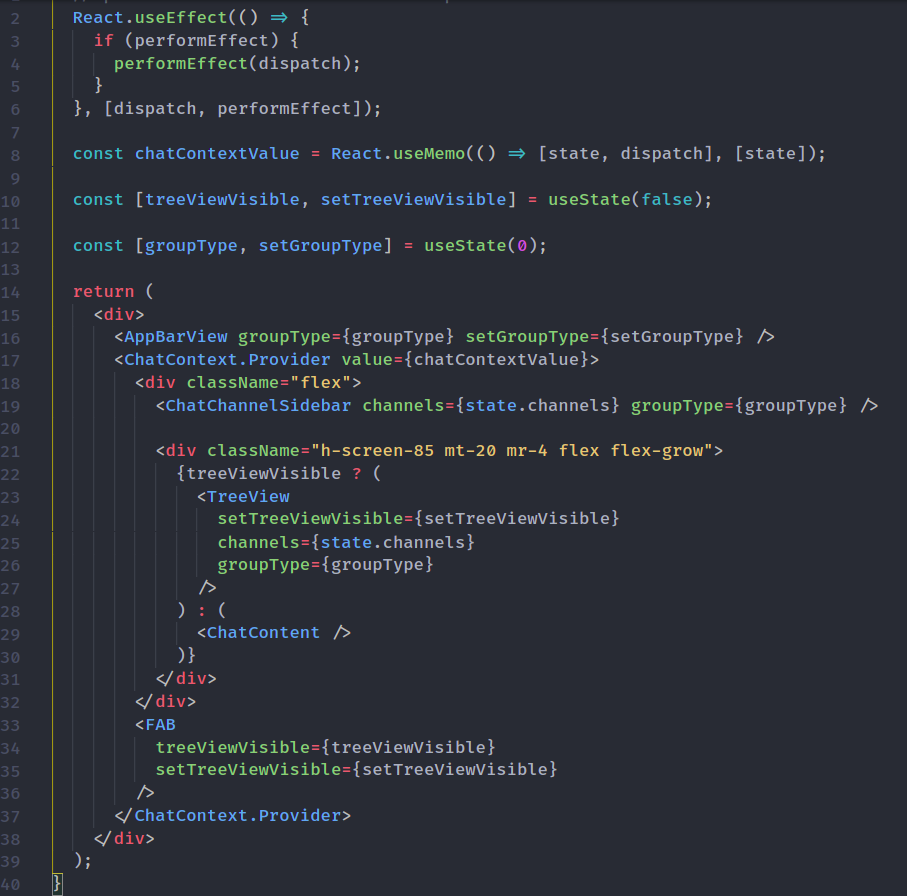 2 React.useEffect(() => {
3 if (performEffect) {
4 performEffect(dispatch);
5 }
6 }, [dispatch, performEffect]);
7
8 const chatContextValue = React.useMemo(() => [state, dispatch], [state]);
9
10 const [treeViewVisible, setTreeViewVisible] = useState(false);
11
12 const [groupType, setGroupType] = useState(0);
13
14 return (
15 <div>
16 <AppBarView groupType={groupType} setGroupType={setGroupType} />
17 <ChatContext.Provider value={chatContextValue}>
18 <div className="flex">
19 <ChatChannelSidebar channels={state.channels} groupType={groupType} />
20
21 <div className="h-screen-85 mt-20 mr-4 flex flex-grow">
22 {treeViewVisible ? (
23 <TreeView
24 setTreeViewVisible={setTreeViewVisible}
25 channels={state.channels}
26 groupType={groupType}
27 />
28 ) : (
29 <ChatContent />
30 )}
31 </div>
32 </div>
33 <FAB
34 treeViewVisible={treeViewVisible}
35 setTreeViewVisible={setTreeViewVisible}
36 />
37 </ChatContext.Provider>
38 </div>
39 );
40 }